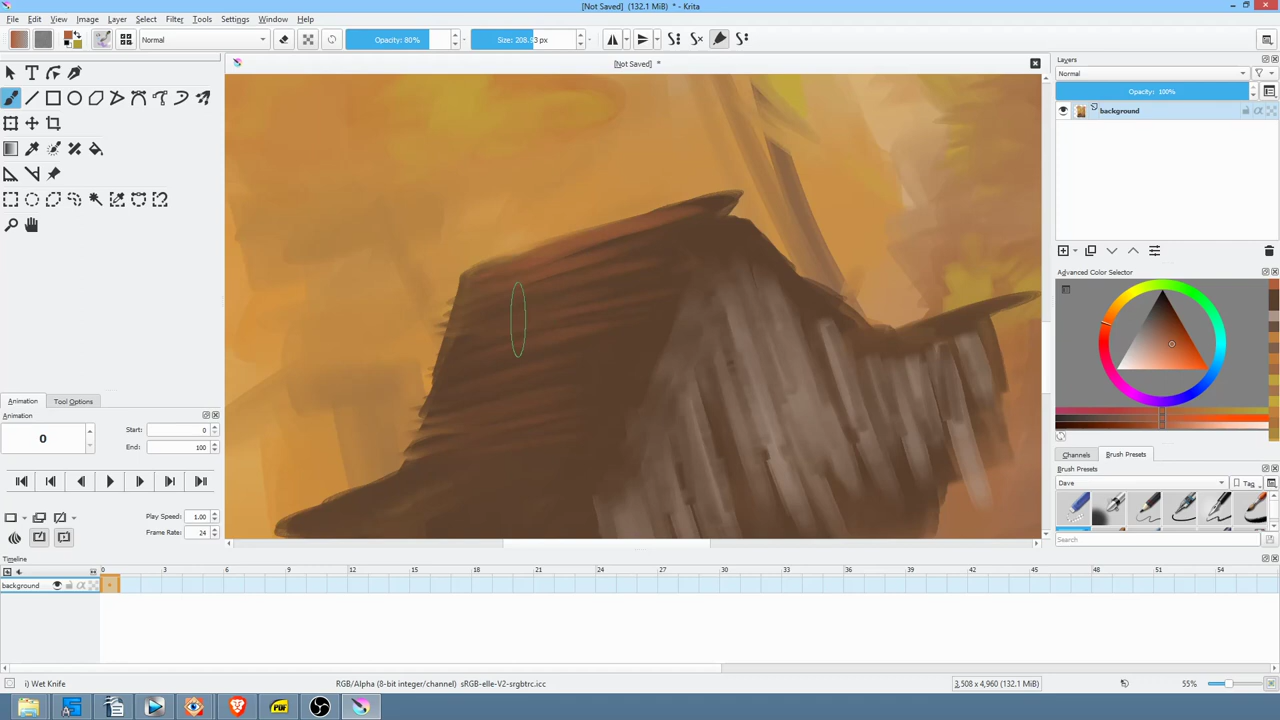 [Not Saved]  (132.1 MiB)  * - Krita
File Edit View Image Layer Select Filter Tools Settings Window Help
Normal
Opacity: 80%
Size: 208.93 px
[Not Saved]  *
Layers
Normal
Opacity:  100%
background
Advanced Color Selector
Animation
Tool Options
Animation
0
Start: 0
End: 100
Play Speed: 1.00
Frame Rate: 24
Channels
Brush Presets
Brush Presets
Dave
Tag
Search
Timeline
0 3 6 9 12 15 18 21 24 27 30 33 36 39 42 45 48 51 54
background
i) Wet Knife
RGB/Alpha (8-bit integer/channel)  sRGB-elle-V2-srgbtrc.icc
3,508 x 4,960 (132.1 MiB)
55%
PDF